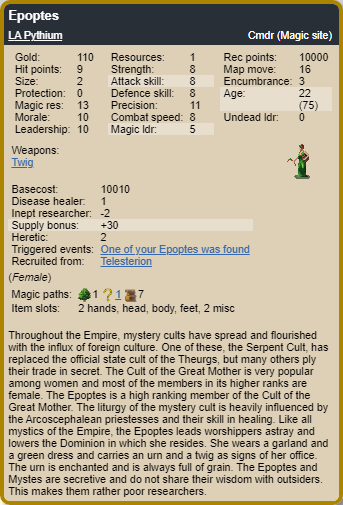 Epoptes
LA Pythium Cmdr (Magic site)
Gold: 110 Resources: 1 Rec points: 10000
Hit points: 9 Strength: 8 Map move: 16
Size: 2 Attack skill: 8 Encumbrance: 3
Protection: 0 Defence skill: 8 Age: 22
Magic res: 13 Precision: 11 (75)
Morale: 10 Combat speed: 8 Undead ldr: 0
Leadership: 10 Magic ldr: 5
Weapons:
Twig
Basecost: 10010
Disease healer: 1
Inept researcher: -2
Supply bonus: +30
Heretic: 2
Triggered events: One of your Epoptes was found
Recruited from: Telesterion
(Female)
Magic paths: 1 ? 1 7
Item slots: 2 hands, head, body, feet, 2 misc
Throughout the Empire, mystery cults have spread and flourished
with the influx of foreign culture. One of these, the Serpent Cult, has
replaced the official state cult of the Theurgs, but many others ply
their trade in secret. The Cult of the Great Mother is very popular
among women and most of the members in its higher ranks are
female. The Epoptes is a high ranking member of the Cult of the
Great Mother. The liturgy of the mystery cult is heavily influenced by
the Arcoscephalean priestesses and their skill in healing. Like all
mystics of the Empire, the Epoptes leads worshippers astray and
lowers the Dominion in which she resides. She wears a garland and
a green dress and carries an urn and a twig as signs of her office.
The urn is enchanted and is always full of grain. The Epoptes and
Mystes are secretive and do not share their wisdom with outsiders.
This makes them rather poor researchers.